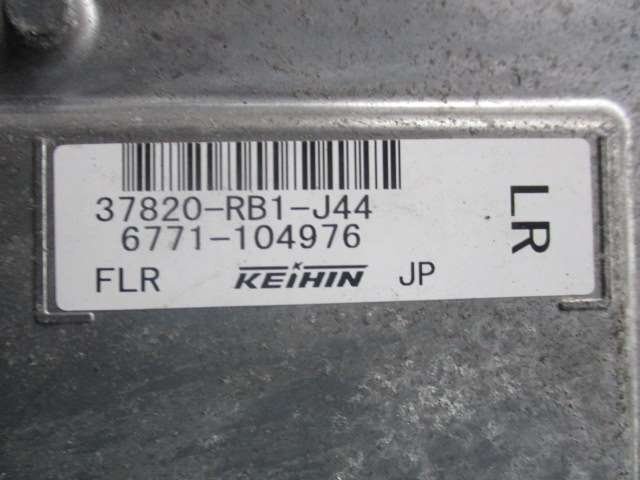 37820-RB1-J44
6771-104976
FLR KEIHIN JP
LR